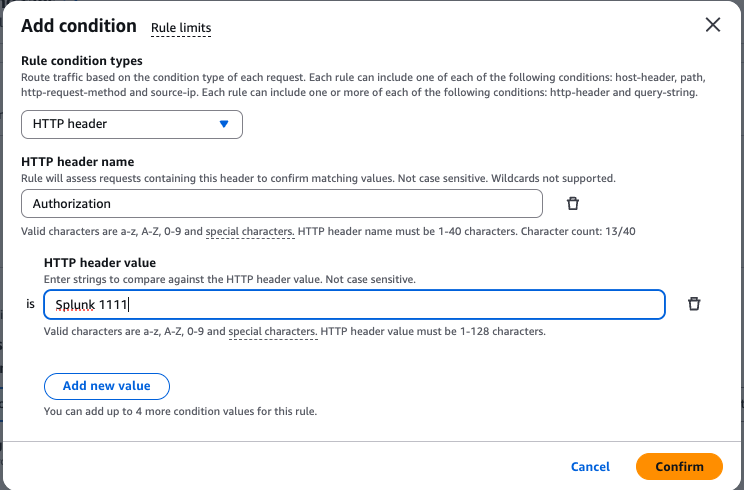 Add condition Rule limits
Rule condition types
Route traffic based on the condition type of each request. Each rule can include one of each of the following conditions: host-header, path,
http-request-method and source-ip. Each rule can include one or more of each of the following conditions: http-header and query-string.
HTTP header
HTTP header name
Rule will assess requests containing this header to confirm matching values. Not case sensitive. Wildcards not supported.
Authorization
Valid characters are a-z, A-Z, 0-9 and special characters. HTTP header name must be 1-40 characters. Character count: 13/40
HTTP header value
Enter strings to compare against the HTTP header value. Not case sensitive.
is Splunk 1111
Valid characters are a-z, A-Z, 0-9 and special characters. HTTP header value must be 1-128 characters.
Add new value
You can add up to 4 more condition values for this rule.
Cancel Confirm